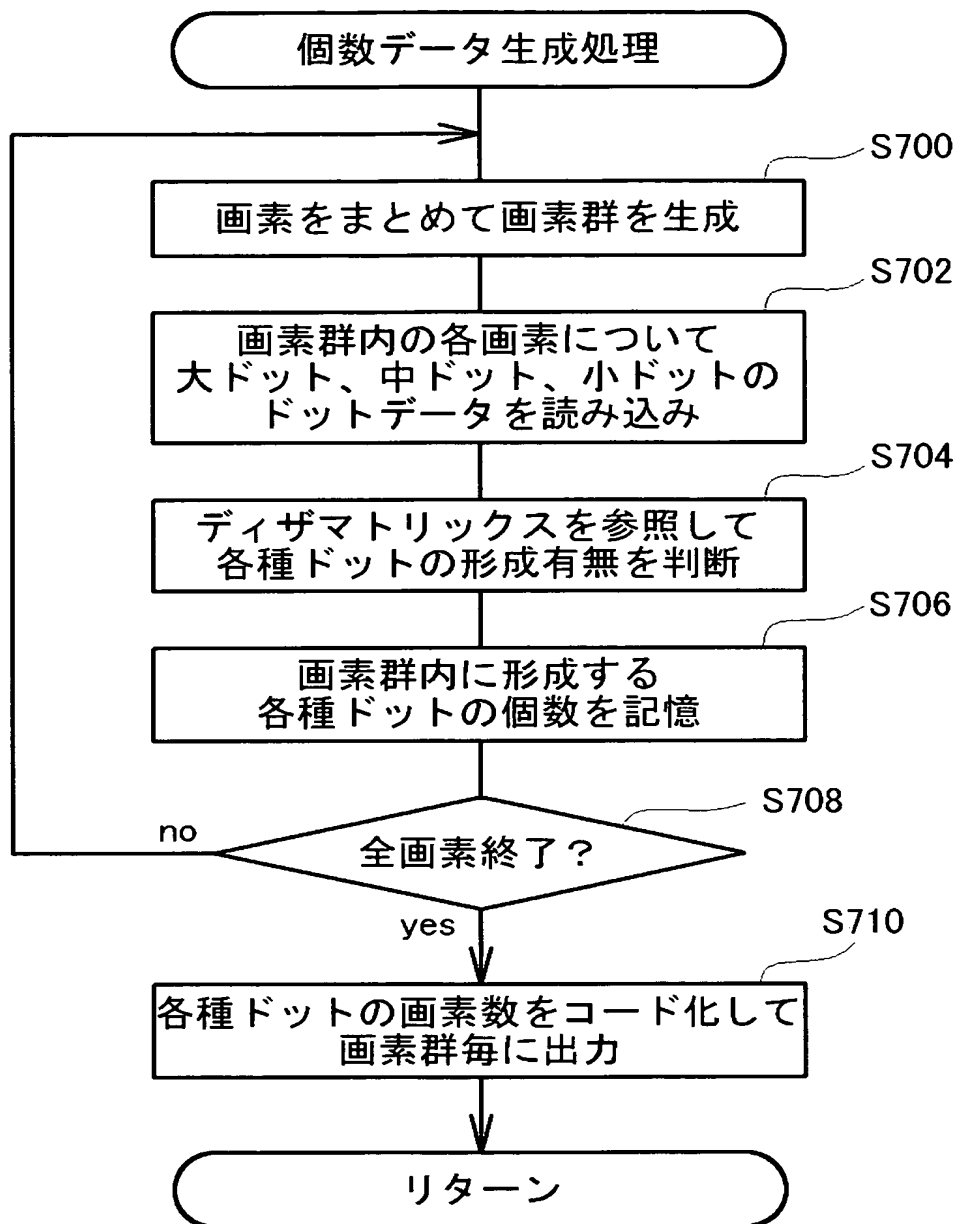 個数データ生成処理
S700
画素をまとめて画素群を生成
S702
画素群内の各画素について
大ドット、中ドット、小ドットの
ドットデータを読み込み
S704
ディザマトリックスを参照して
各種ドットの形成有無を判断
S706
画素群内に形成する
各種ドットの個数を記憶
S708
no
全画素終了？
yes
S710
各種ドットの画素数をコード化して
画素群毎に出力
リターン